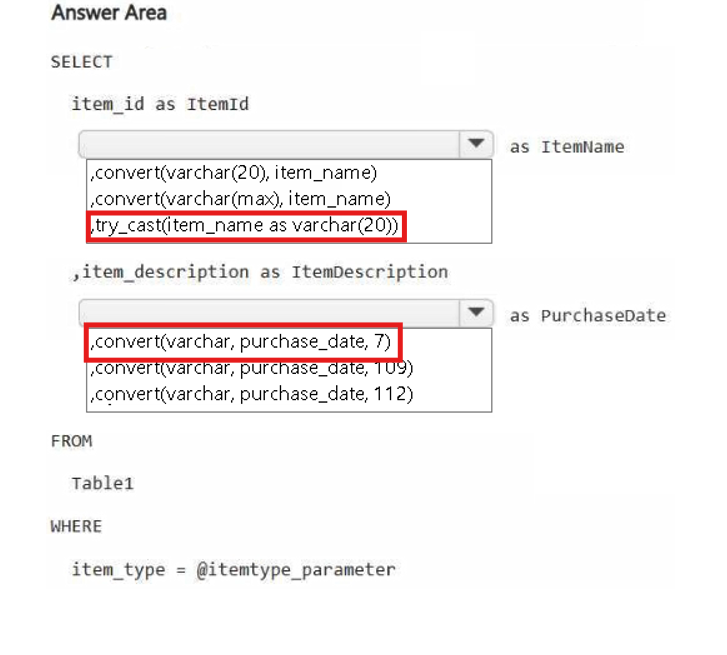 Answer Area
SELECT
item_id as ItemId
as ItemName
,convert(varchar(20), item_name)
,convert(varchar(max), item_name)
,try_cast(item_name as varchar(20))
,item_description as ItemDescription
as PurchaseDate
,convert(varchar, purchase_date, 7)
,convert(varchar, purchase_date, 109)
,convert(varchar, purchase_date, 112)
FROM
Table1
WHERE
item_type = @itemtype_parameter